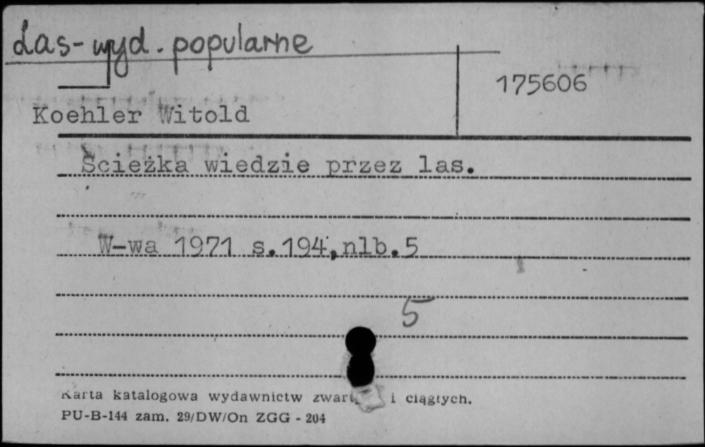 Las-wyd. popularne
175606
Koehler Witold
Ścieżka wiedzie przez las.
W-wa 1971 s.194,nlb.5
5
Karta katalogowa wydawnictw i ciągłych.
PU-B-144 zam. 29/DW/On ZGG - 204